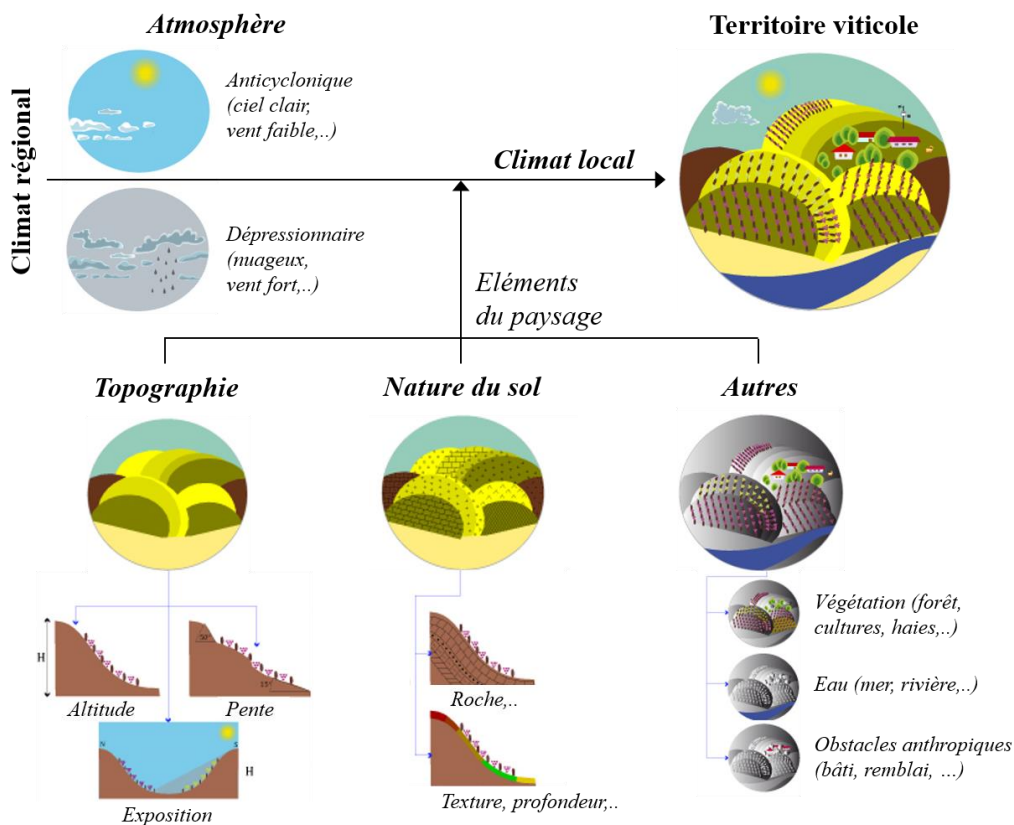 Atmosphère
Territoire viticole
Climat régional
Anticyclonique
(ciel clair,
vent faible,..)
Climat local
Dépressionnaire
(nuageux,
vent fort,..)
Eléments
du paysage
Topographie
Nature du sol
Autres
H
50°
15°
Altitude
Pente
N
S
H
Exposition
Roche,..
Texture, profondeur,..
Végétation (forêt,
cultures, haies,..)
Eau (mer, rivière,..)
Obstacles anthropiques
(bâti, remblai, …)